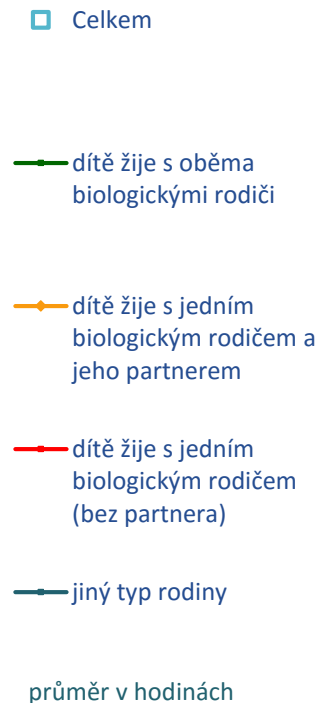 Celkem
dítě žije s oběma
biologickými rodiči
dítě žije s jedním
biologickým rodičem a
jeho partnerem
dítě žije s jedním
biologickým rodičem
(bez partnera)
jiný typ rodiny
průměr v hodinách